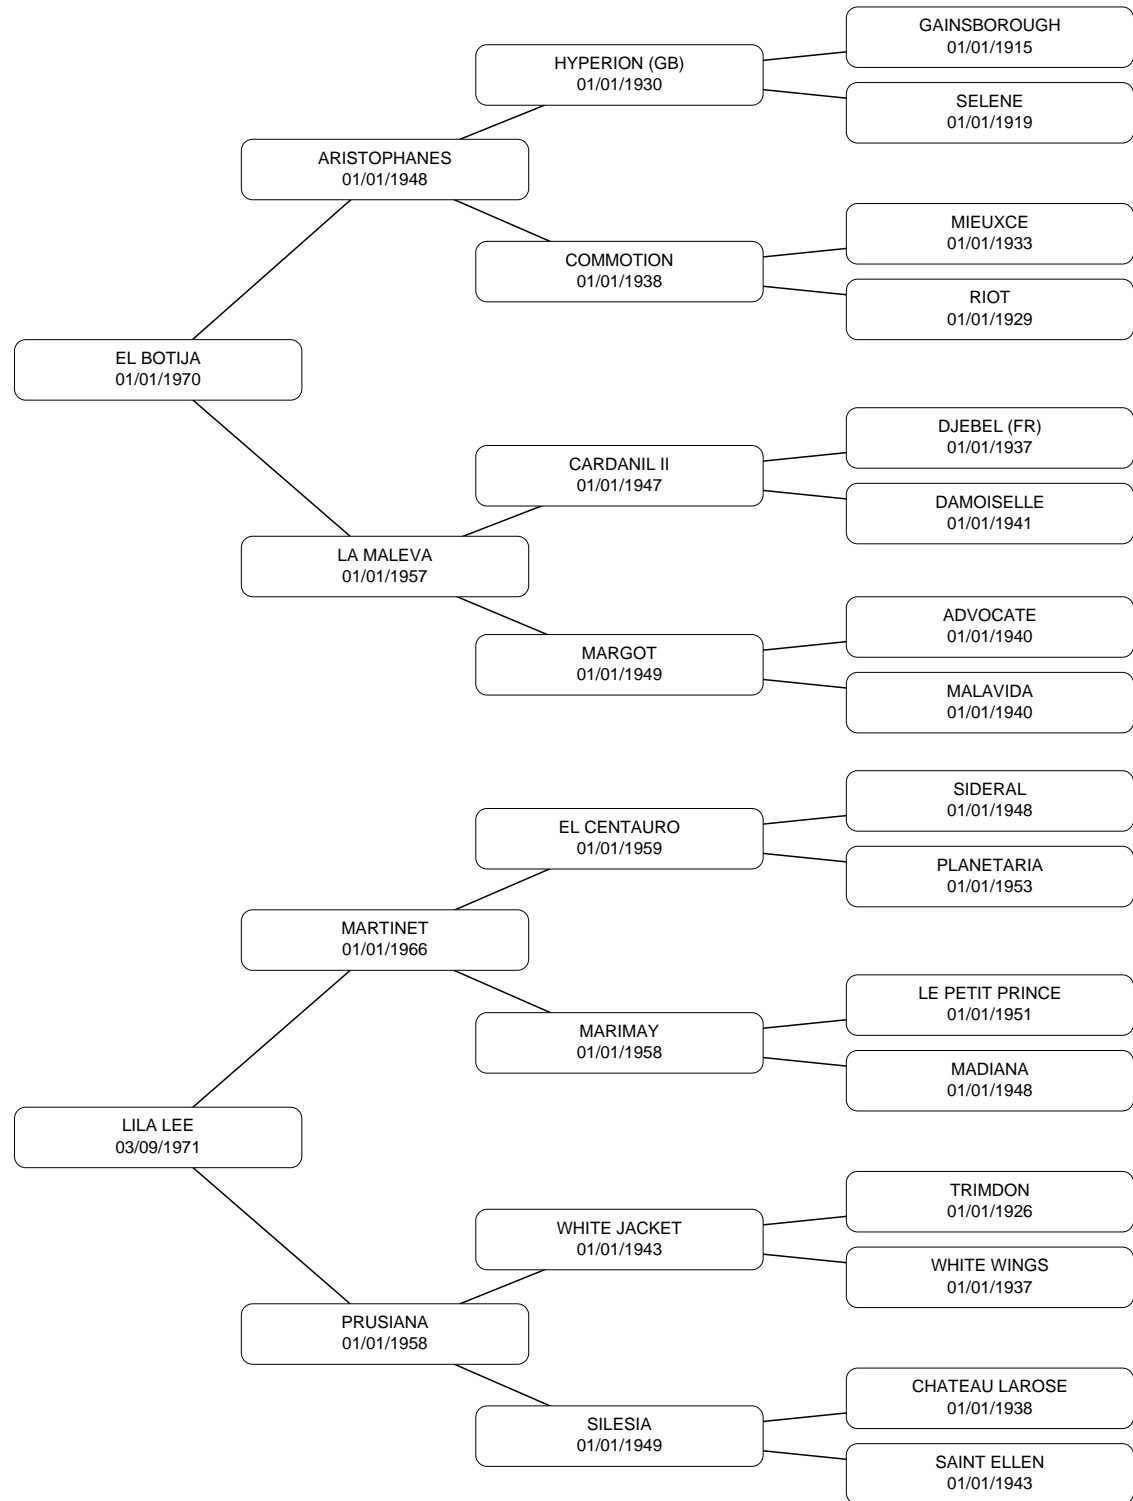 GAINSBOROUGH
01/01/1915
HYPERION (GB)
01/01/1930
SELENE
01/01/1919
ARISTOPHANES
01/01/1948
MIEUXCE
01/01/1933
COMMOTION
01/01/1938
RIOT
01/01/1929
EL BOTIJA
01/01/1970
DJEBEL (FR)
01/01/1937
CARDANIL II
01/01/1947
DAMOISELLE
01/01/1941
LA MALEVA
01/01/1957
ADVOCATE
01/01/1940
MARGOT
01/01/1949
MALAVIDA
01/01/1940
SIDERAL
01/01/1948
EL CENTAURO
01/01/1959
PLANETARIA
01/01/1953
MARTINET
01/01/1966
LE PETIT PRINCE
01/01/1951
MARIMAY
01/01/1958
MADIANA
01/01/1948
LILA LEE
03/09/1971
TRIMDON
01/01/1926
WHITE JACKET
01/01/1943
WHITE WINGS
01/01/1937
PRUSIANA
01/01/1958
CHATEAU LAROSE
01/01/1938
SILESIA
01/01/1949
SAINT ELLEN
01/01/1943